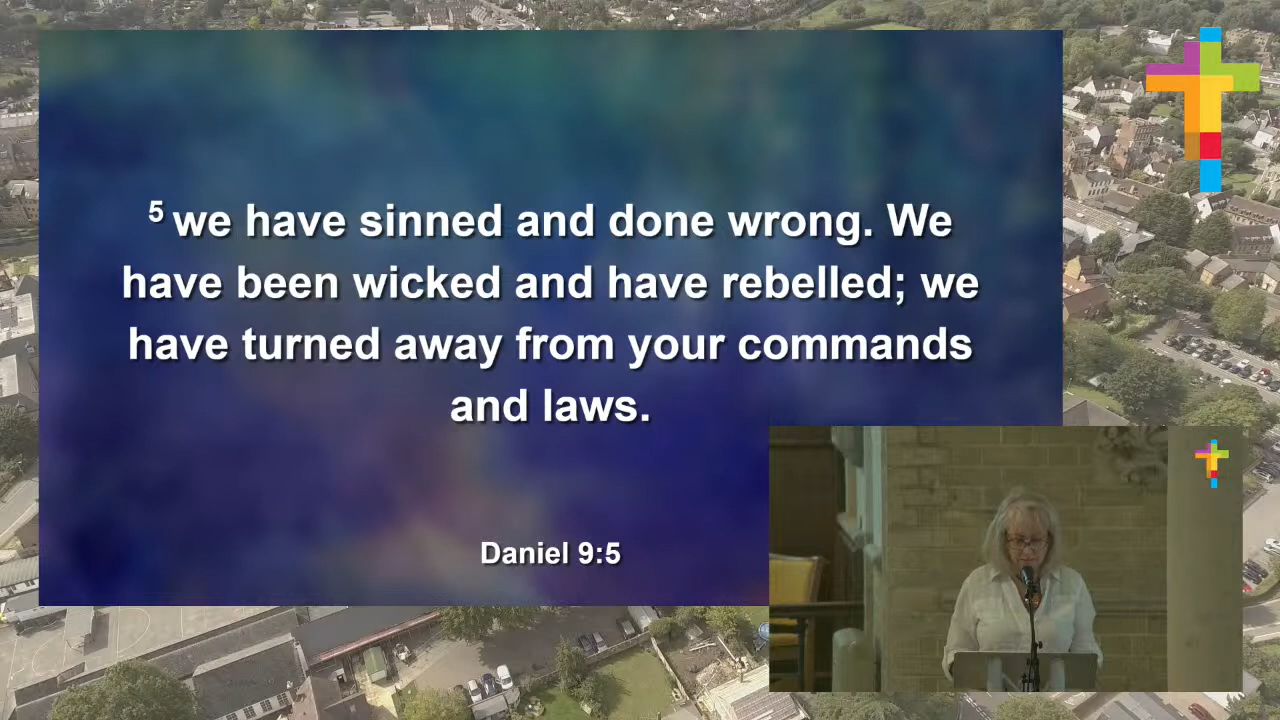 5 we have sinned and done wrong. We
have been wicked and have rebelled; we
have turned away from your commands
and laws.
Daniel 9:5